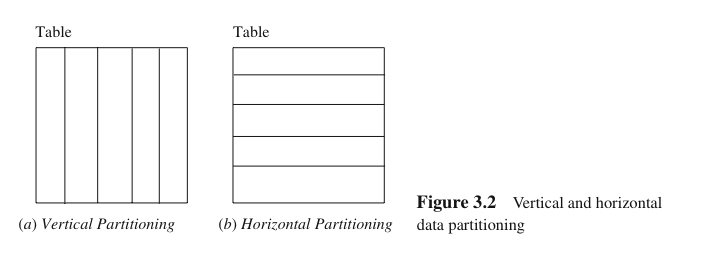 Table
Table
(a) Vertical Partitioning
(b) Horizontal Partitioning
Figure 3.2 Vertical and horizontal
data partitioning